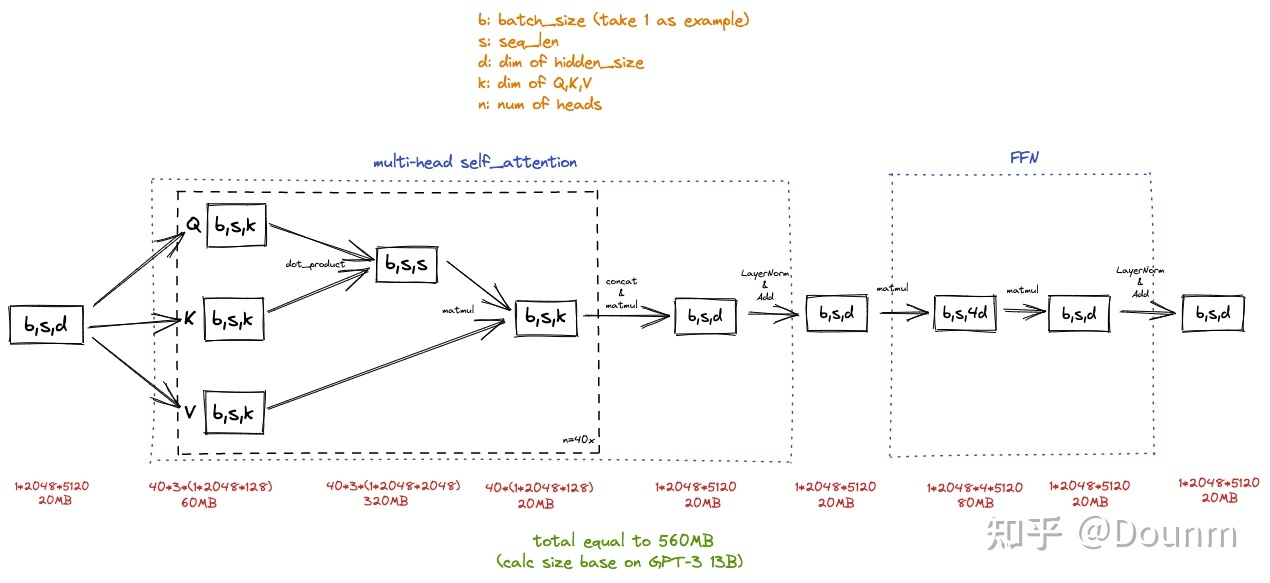 b: batch_size (take 1 as example)
s: seq_len
d: dim of hidden_size
k: dim of Q,K,V
n: num of heads
multi-head self_attention
FFN
Q
b,s,k
dot_product
b,s,s
LayerNorm
&
Add
LayerNorm
&
Add
b,s,d
K
b,s,k
matmul
b,s,k
concat
&
matmul
b,s,d
b,s,d
matmul
b,s,4d
matmul
b,s,d
b,s,d
V
b,s,k
n=40x
1*2048*5120
20MB
40*3*(1*2048*128)
60MB
40*3*(1*2048*2048)
320MB
40*(1*2048*128)
20MB
1*2048*5120
20MB
1*2048*5120
20MB
1*2048*4*5120
80MB
1*2048*5120
20MB
1*2048*5120
20MB
total equal to 560MB
(calc size base on GPT-3 13B)
知乎 @Dounm